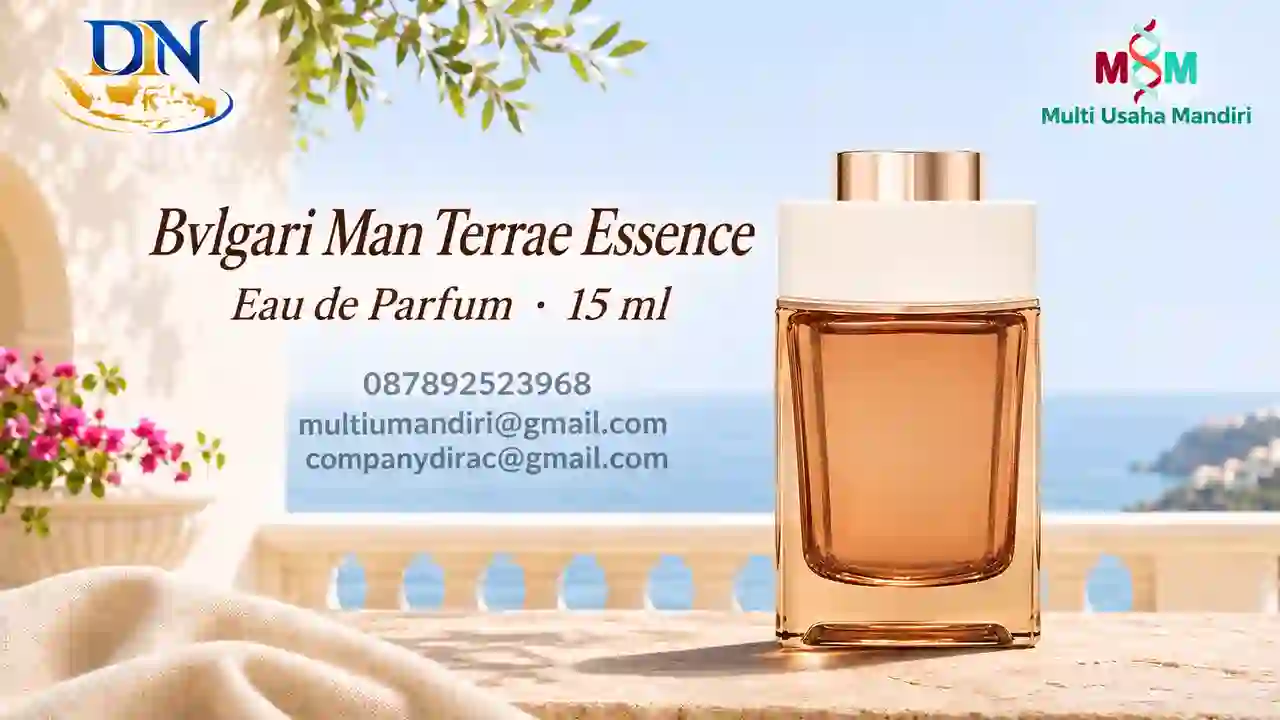 DN
MSM
Multi Usaha Mandiri
Bvlgari Man Terrae Essence
Eau de Parfum · 15 ml
087892523968
multiumandiri@gmail.com
companydirac@gmail.com